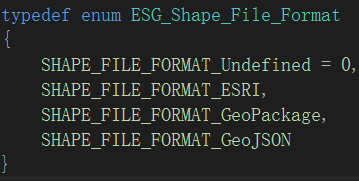 typedef enum ESG_Shape_File_Format
{
SHAPE_FILE_FORMAT_Undefined = 0,
SHAPE_FILE_FORMAT_ESRI,
SHAPE_FILE_FORMAT_GeoPackage,
SHAPE_FILE_FORMAT_GeoJSON
}